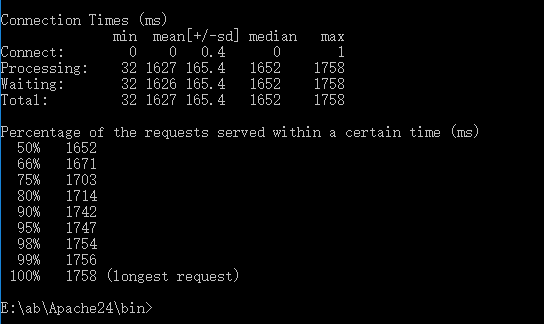 Connection Times (ms)
              min  mean[+/-sd] median   max
Connect:        0    0   0.4      0       1
Processing:    32 1627 165.4   1652    1758
Waiting:       32 1626 165.4   1652    1758
Total:         32 1627 165.4   1652    1758
Percentage of the requests served within a certain time (ms)
  50%   1652
  66%   1671
  75%   1703
  80%   1714
  90%   1742
  95%   1747
  98%   1754
  99%   1756
 100%   1758 (longest request)
E:\ab\Apache24\bin>